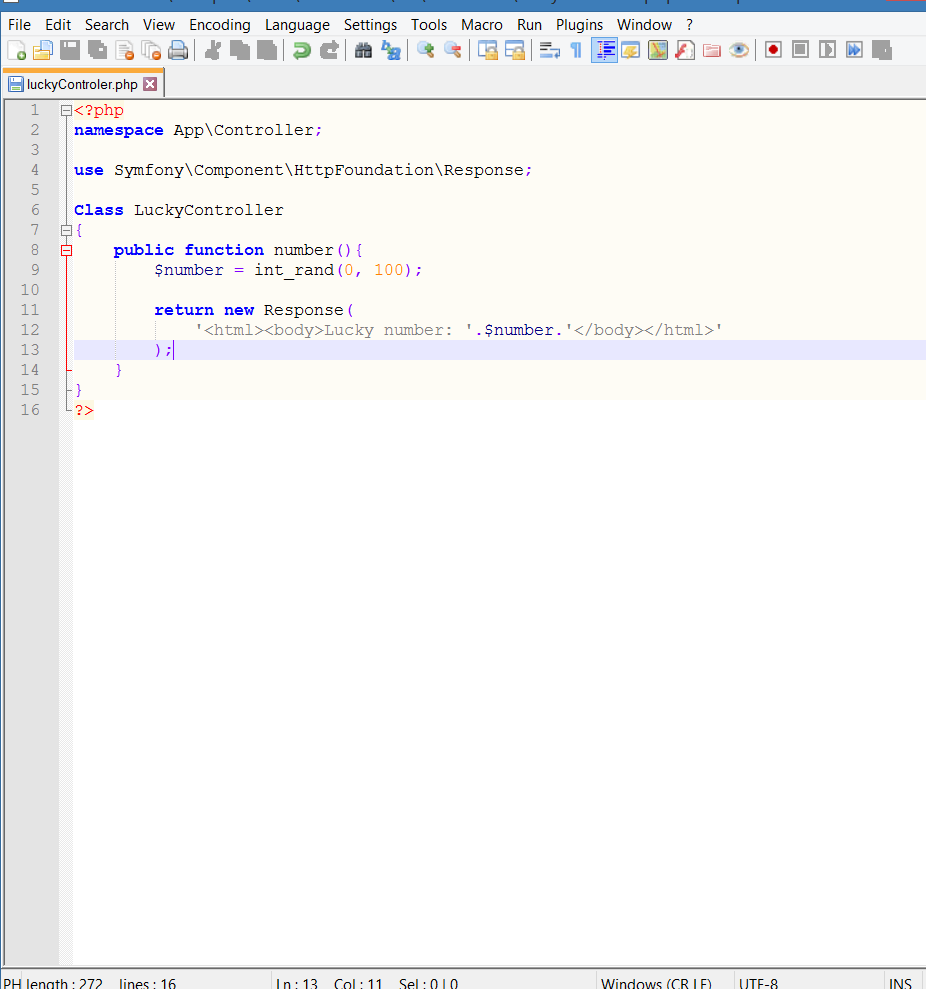 File Edit Search View Encoding Language Settings Tools Macro Run Plugins Window ?
luckyControler.php
1 <?php
2 namespace App\Controller;
3
4 use Symfony\Component\HttpFoundation\Response;
5
6 Class LuckyController
7 {
8 public function number(){
9 $number = int_rand(0, 100);
10
11 return new Response(
12 '<html><body>Lucky number: '.$number.'</body></html>'
13 );
14 }
15 }
16 ?>
PH length : 272 lines : 16 Ln : 13 Col : 11 Sel : 0 | 0 Windows (CR LF) UTF-8 INS